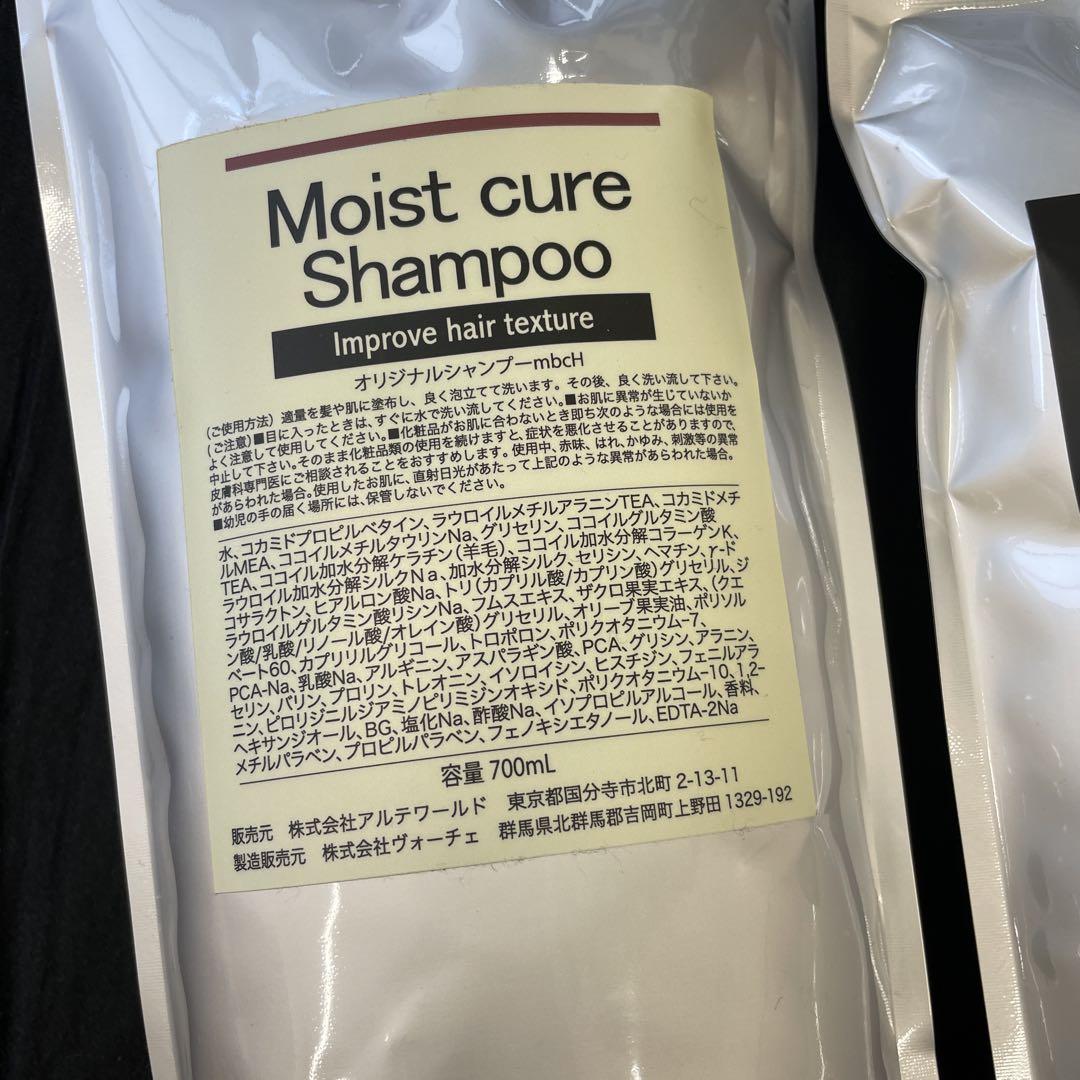 Moist cure
Shampoo
Improve hair texture
オリジナルシャンプーmbcH
(ご使用方法) 適量を髪や肌に塗布し、良く泡立てて洗います。その後、良く洗い流して下さい。
(ご注意)■目に入ったときは、すぐに水で洗い流してください。■お肌に異常が生じていないか
よく注意して使用してください。■化粧品がお肌に合わないとき即ち次のような場合には使用を
中止して下さい。そのまま化粧品類の使用を続けますと、症状を悪化させることがありますので、
皮膚科専門医にご相談されることをおすすめします。使用中、赤味、はれ、かゆみ、刺激等の異常
があらわれた場合。使用したお肌に、直射日光があたって上記のような異常があらわれた場合。
■幼児の手の届く場所には、保管しないでください。
水、コカミドプロピルベタイン、ラウロイルメチルアラニンTEA、コカミドメチ
ルMEA、ココイルメチルタウリンNa、グリセリン、ココイルグルタミン酸
TEA、ココイル加水分解ケラチン(羊毛)、ココイル加水分解コラーゲンK、
ラウロイル加水分解シルクNa、加水分解シルク、セリシン、ヘマチン、γ-ド
コサラクトン、ヒアルロン酸Na、トリ(カプリル酸/カプリン酸)グリセリル、ジ
ラウロイルグルタミン酸リシンNa、フムスエキス、ザクロ果実エキス、(クエ
ン酸/乳酸/リノール酸/オレイン酸)グリセリル、オリーブ果実油、ポリソル
ベート60、カプリリルグリコール、トロポロン、ポリクオタニウム-7、
PCA-Na、乳酸Na、アルギニン、アスパラギン酸、PCA、グリシン、アラニン、
セリン、バリン、プロリン、トレオニン、イソロイシン、ヒスチジン、フェニルアラ
ニン、ピロリジニルジアミノピリミジンオキシド、ポリクオタニウム-10、1,2-
ヘキサンジオール、BG、塩化Na、酢酸Na、イソプロピルアルコール、香料、
メチルパラベン、プロピルパラベン、フェノキシエタノール、EDTA-2Na
容量 700mL
販売元 株式会社アルテワールド 東京都国分寺市北町 2-13-11
製造販売元 株式会社ヴォーチェ 群馬県北群馬郡吉岡町上野田 1329-192